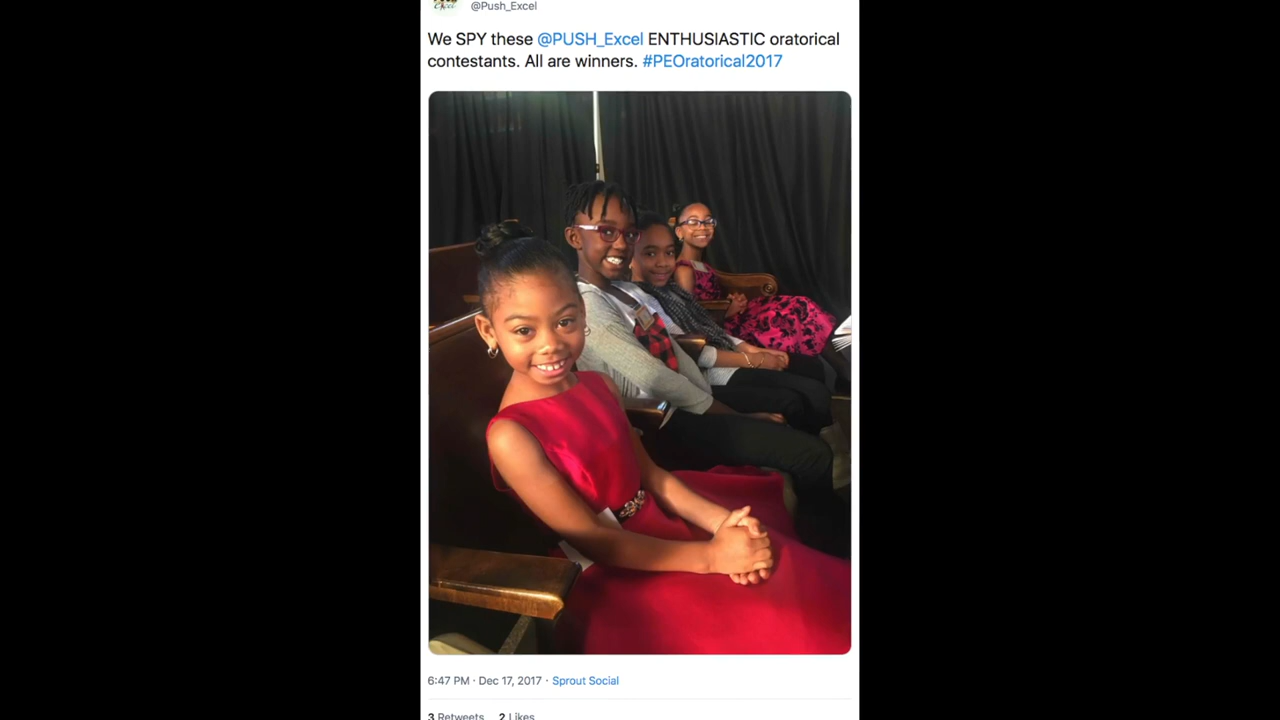 @Push_Excel
We SPY these @PUSH_Excel ENTHUSIASTIC oratorical
contestants. All are winners. #PEOratorical2017
6:47 PM · Dec 17, 2017 · Sprout Social
3 Retweets 2 Likes